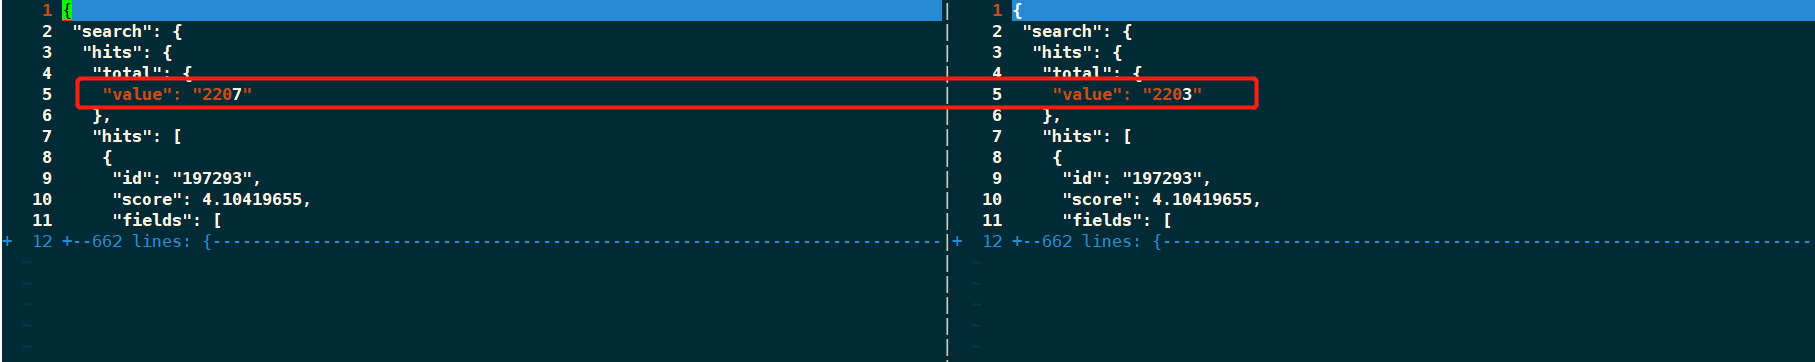 1 {
2 "search": {
3 "hits": {
4 "total": {
5 "value": "2207"
6 },
7 "hits": [
8 {
9 "id": "197293",
10 "score": 4.10419655,
11 "fields": [
+ 12 +--662 lines: {-------------------------------------------------------------------------
~
~
~
~
~
1 {
2 "search": {
3 "hits": {
4 "total": {
5 "value": "2203"
6 },
7 "hits": [
8 {
9 "id": "197293",
10 "score": 4.10419655,
11 "fields": [
+ 12 +--662 lines: {-----------------------------------------------------------------
~
~
~
~
~